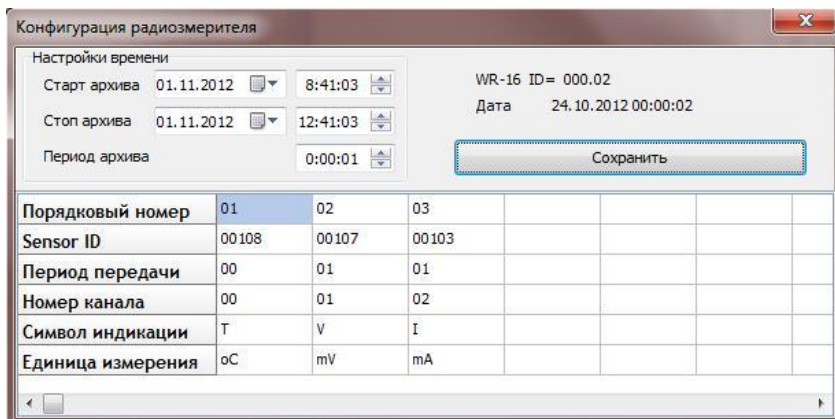 Конфигурация радиозмерителя
Настройки времени
Старт архива 01.11.2012 8:41:03
Стоп архива 01.11.2012 12:41:03
Период архива 0:00:01
WR-16 ID= 000.02
Дата 24.10.2012 00:00:02
Сохранить
Порядковый номер 01 02 03
Sensor ID 00108 00107 00103
Период передачи 00 01 01
Номер канала 00 01 02
Символ индикации T V I
Единица измерения oC mV mA